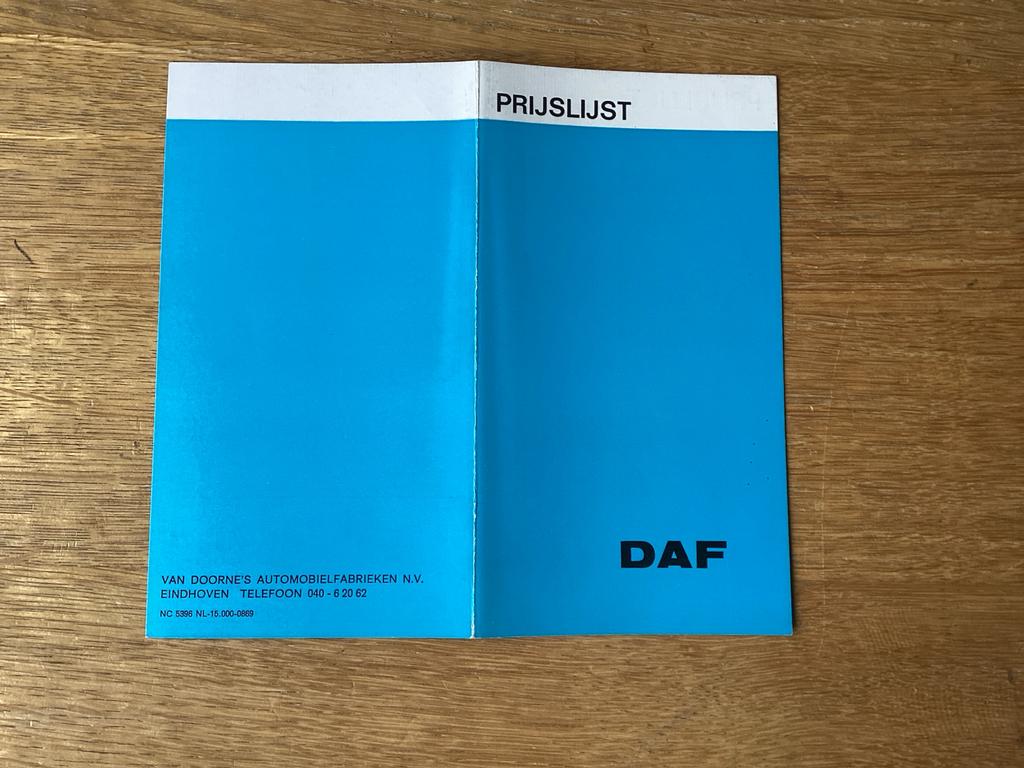 PRIJSLIJST
DAF
VAN DOORNE'S AUTOMOBIELFABRIEKEN N.V.
EINDHOVEN TELEFOON 040 - 6 20 62
NC 5396 NL-15.000-0869